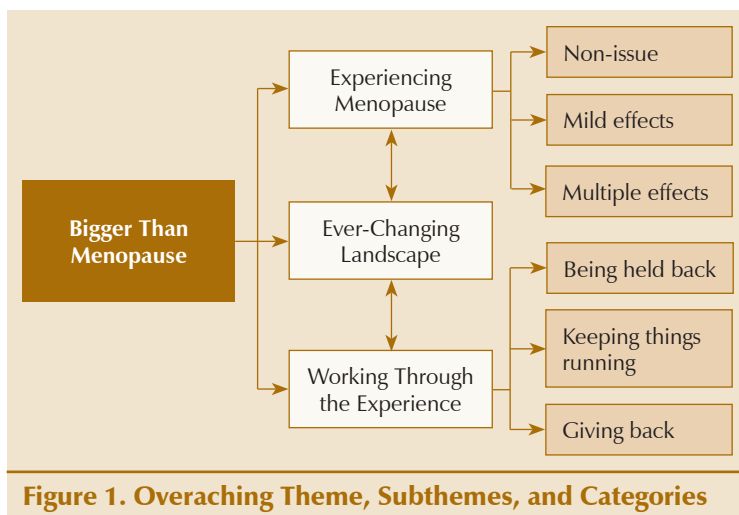 Bigger Than
Menopause
Experiencing
Menopause
Ever-Changing
Landscape
Working Through
the Experience
Non-issue
Mild effects
Multiple effects
Being held back
Keeping things
running
Giving back
Figure 1. Overaching Theme, Subthemes, and Categories